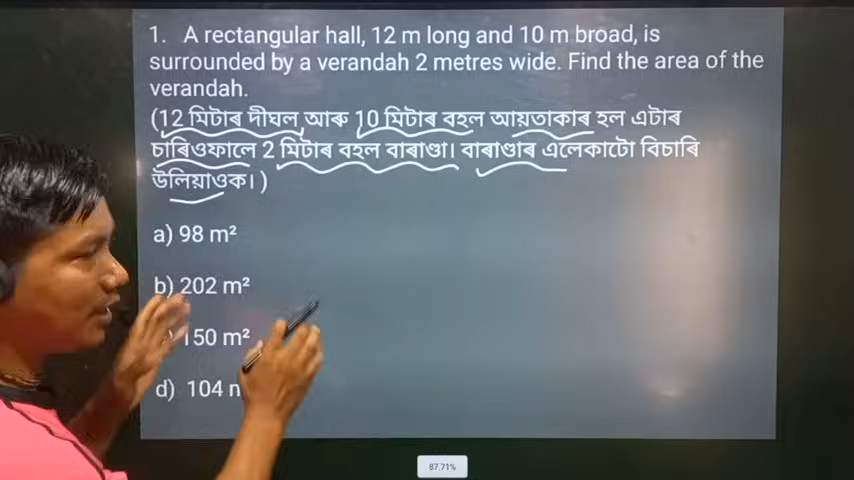 1. A rectangular hall, 12 m long and 10 m broad, is
surrounded by a verandah 2 metres wide. Find the area of the
verandah.
(12 মিটাৰ দীঘল আৰু 10 মিটাৰ বহল আয়তাকাৰ হল এটাৰ
চাৰিওফালে 2 মিটাৰ বহল বাৰাণ্ডা। বাৰাণ্ডাৰ এলেকাটো বিচাৰি
উলিয়াওক।)
a) 98 m²
b) 202 m²
) 150 m²
d) 104 m
87.71%